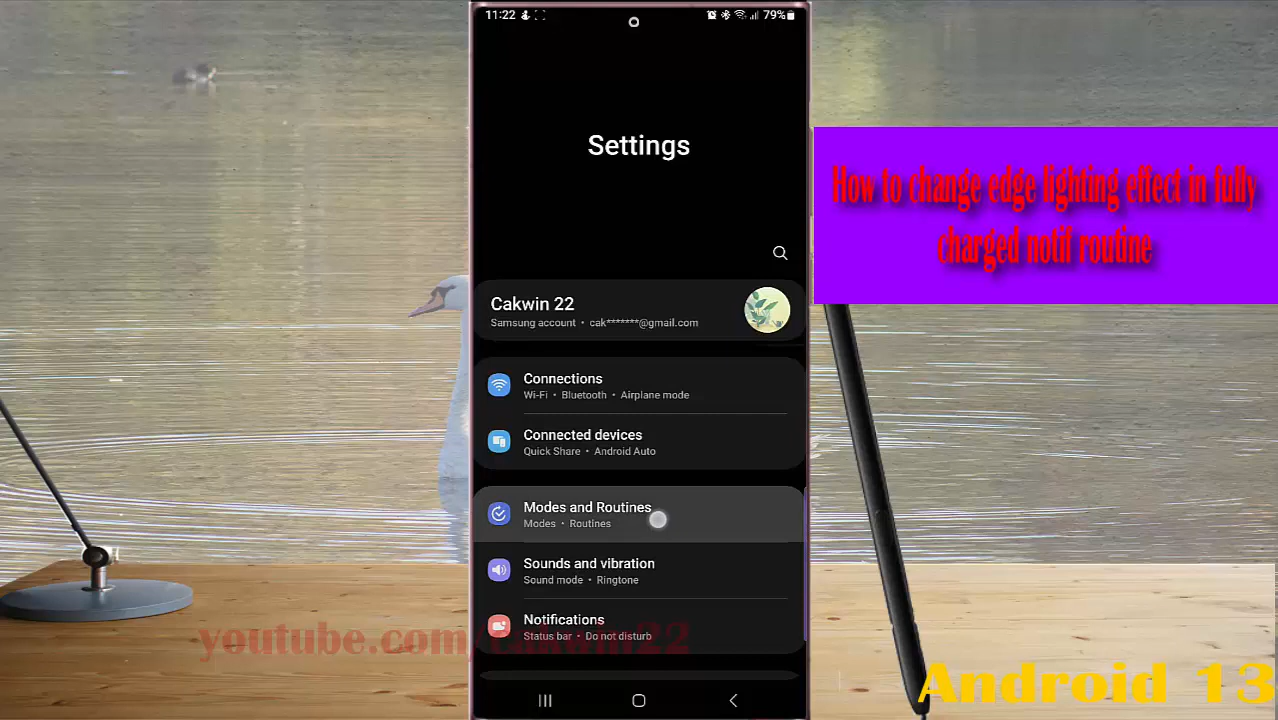 11:22
79%
Settings
How to change edge lighting effect in fully
charged notif routine
Cakwin 22
Samsung account • cak*******@gmail.com
Connections
Wi-Fi • Bluetooth • Airplane mode
Connected devices
Quick Share • Android Auto
Modes and Routines
Modes • Routines
Sounds and vibration
Sound mode • Ringtone
Notifications
Status bar • Do not disturb
youtube.com/cakwin22
Android 13